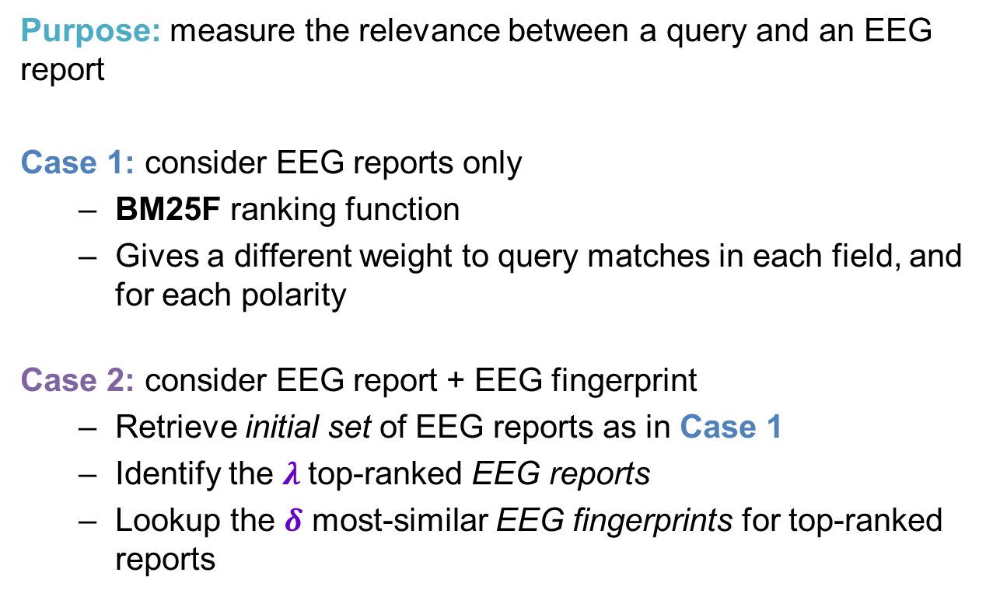 Purpose: measure the relevance between a query and an EEG
report
Case 1: consider EEG reports only
– BM25F ranking function
– Gives a different weight to query matches in each field, and
for each polarity
Case 2: consider EEG report + EEG fingerprint
– Retrieve initial set of EEG reports as in Case 1
– Identify the λ top-ranked EEG reports
– Lookup the δ most-similar EEG fingerprints for top-ranked
reports